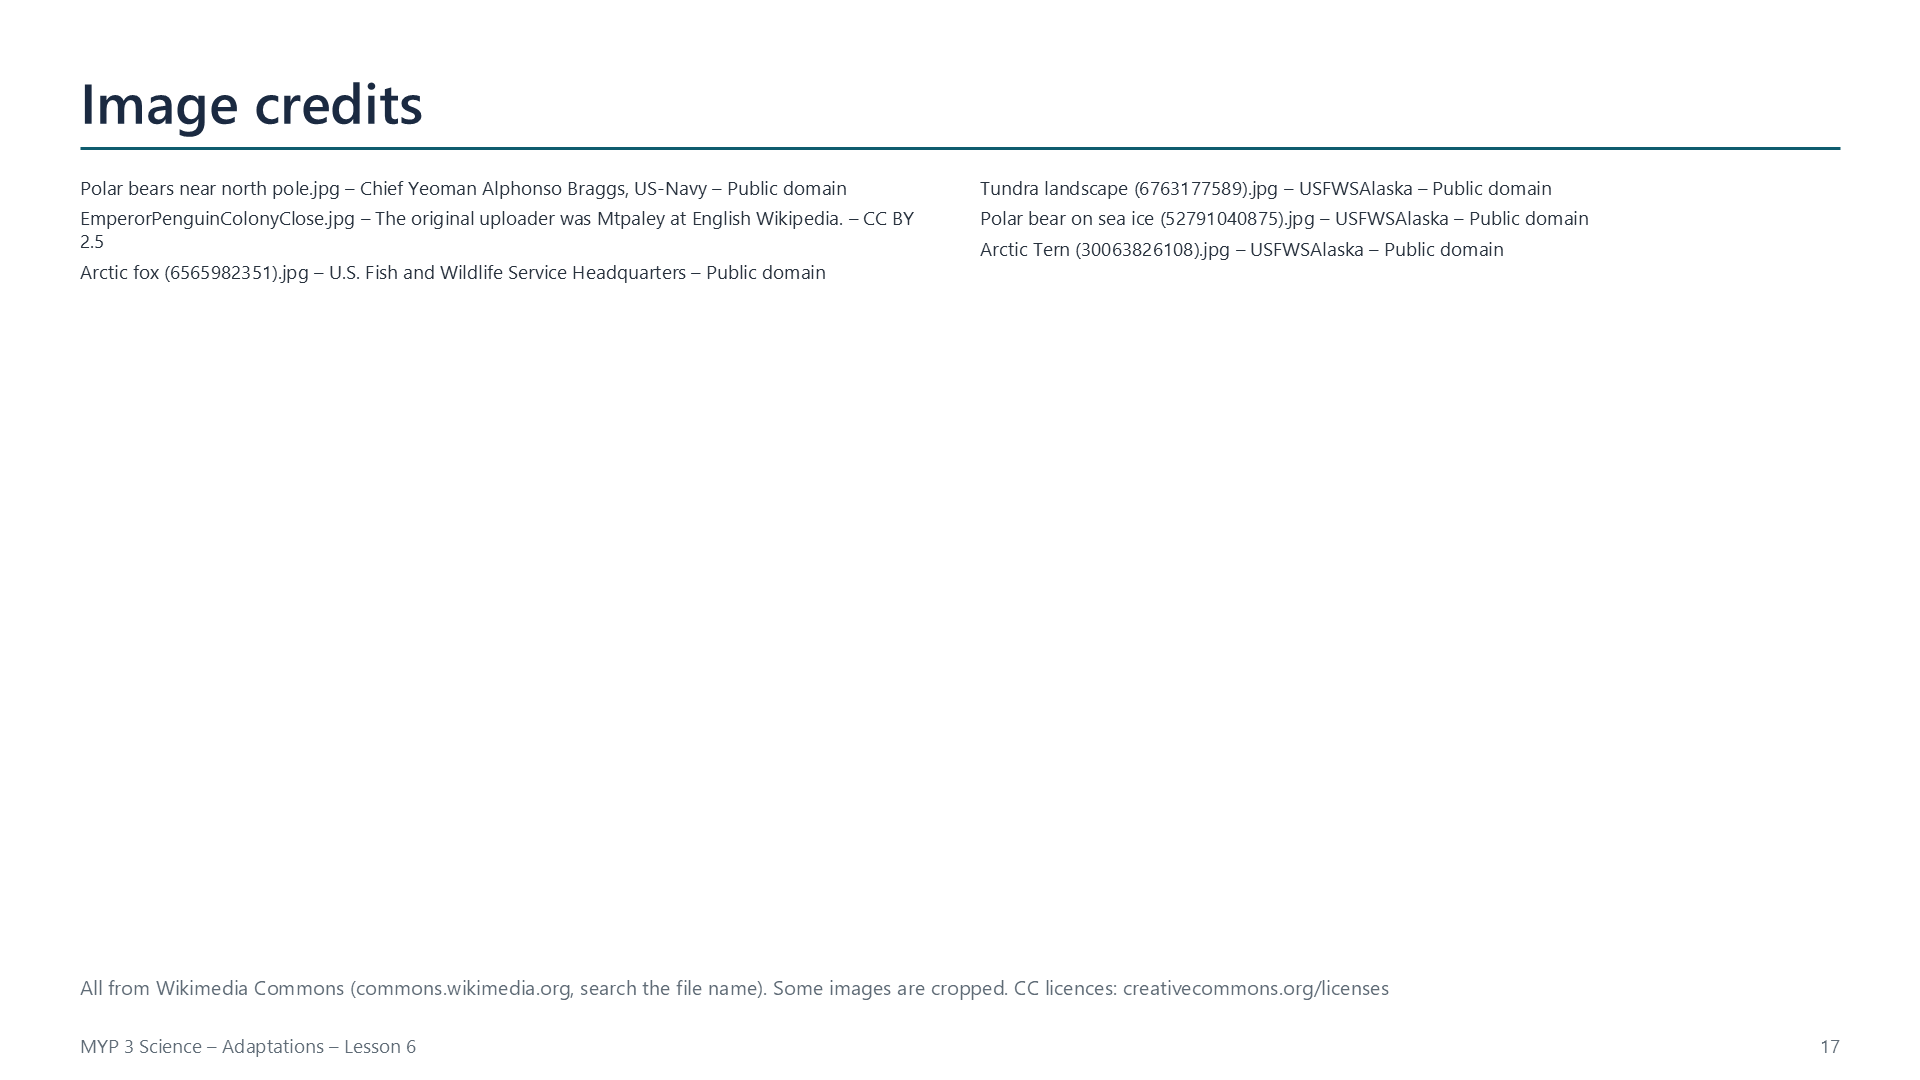 Image credits
Polar bears near north pole.jpg – Chief Yeoman Alphonso Braggs, US-Navy – Public domain
EmperorPenguinColonyClose.jpg – The original uploader was Mtpaley at English Wikipedia. – CC BY
2.5
Arctic fox (6565982351).jpg – U.S. Fish and Wildlife Service Headquarters – Public domain
Tundra landscape (6763177589).jpg – USFWSAlaska – Public domain
Polar bear on sea ice (52791040875).jpg – USFWSAlaska – Public domain
Arctic Tern (30063826108).jpg – USFWSAlaska – Public domain
All from Wikimedia Commons (commons.wikimedia.org, search the file name). Some images are cropped. CC licences: creativecommons.org/licenses
MYP 3 Science – Adaptations – Lesson 6
17